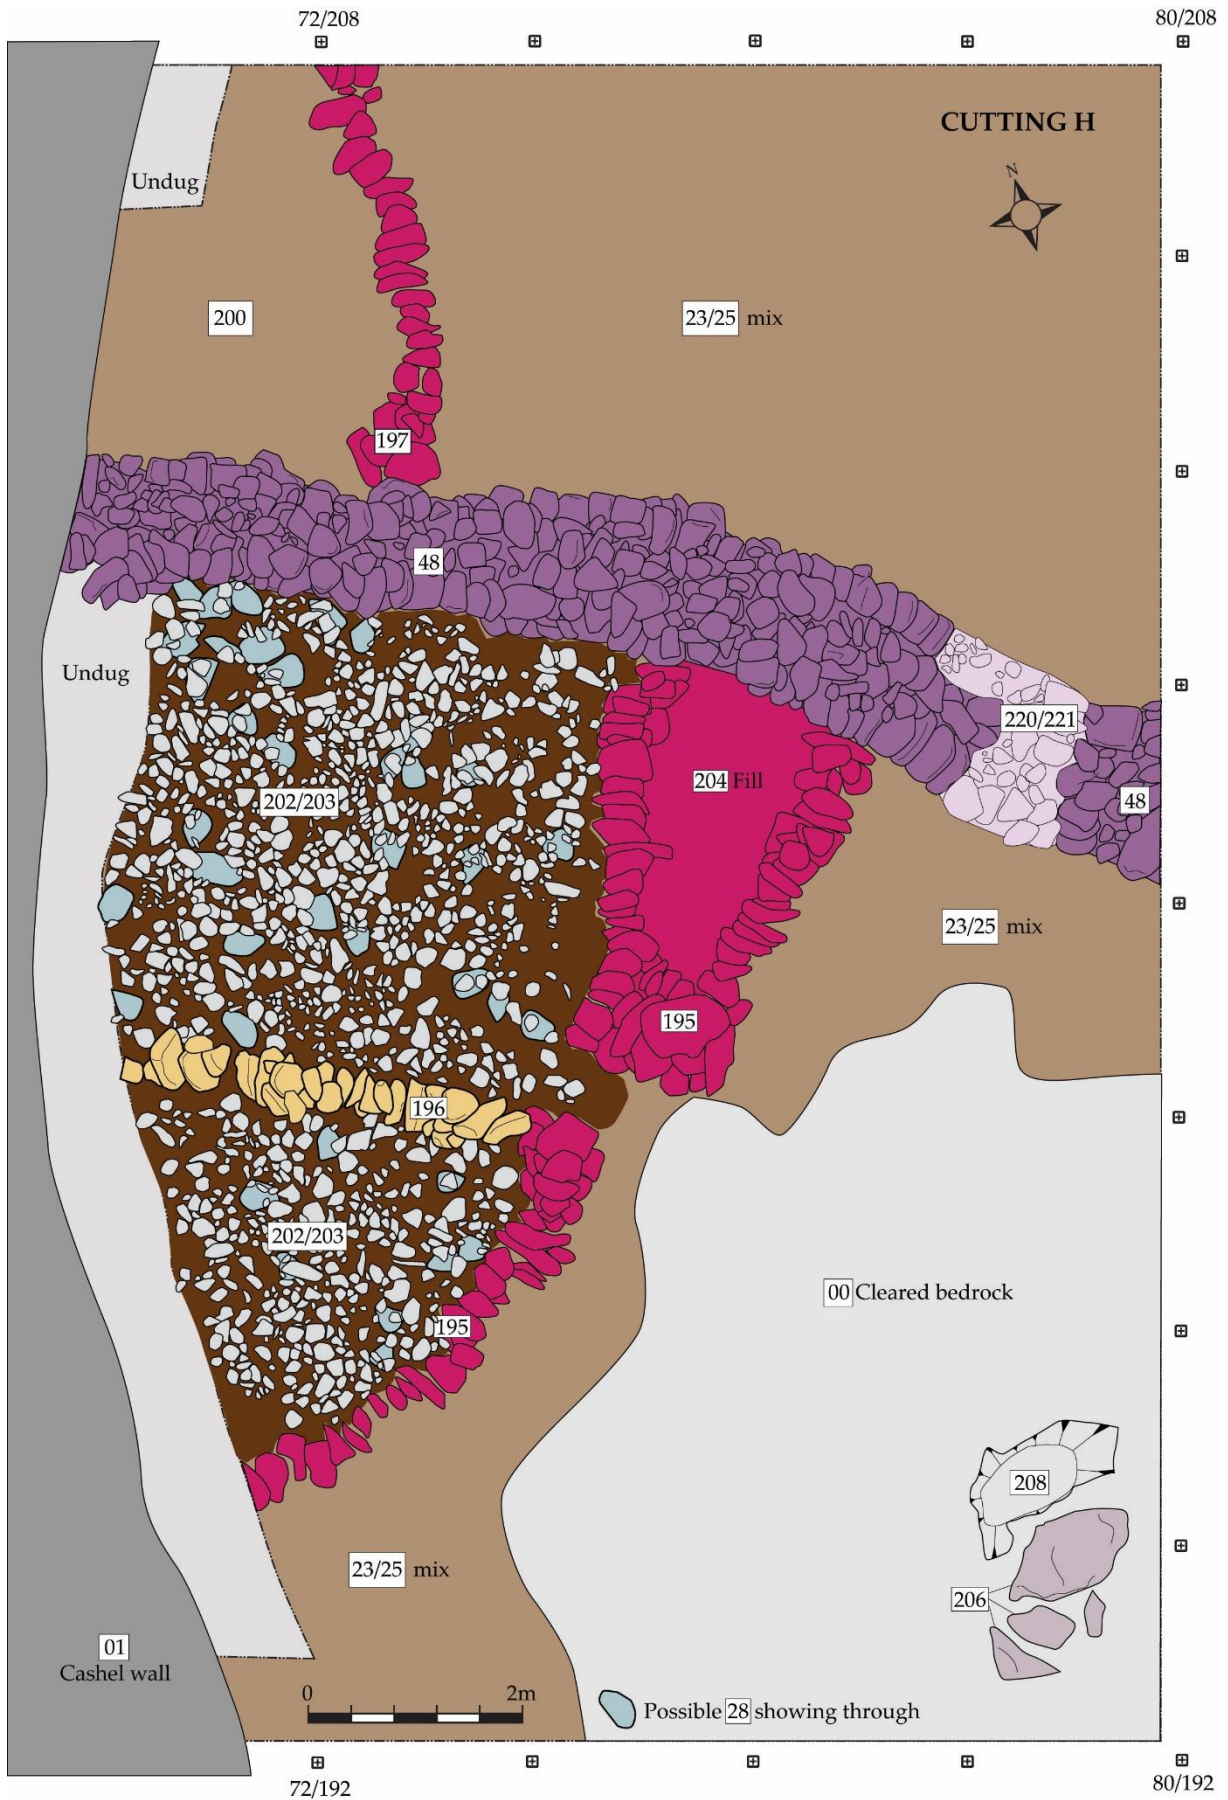 72/208
80/208
CUTTING H
N
Undug
200
23/25 mix
197
48
Undug
220/221
204 Fill
202/203
48
23/25 mix
195
196
202/203
00 Cleared bedrock
195
208
23/25 mix
206
01
Cashel wall
0 2m
Possible 28 showing through
72/192
80/192